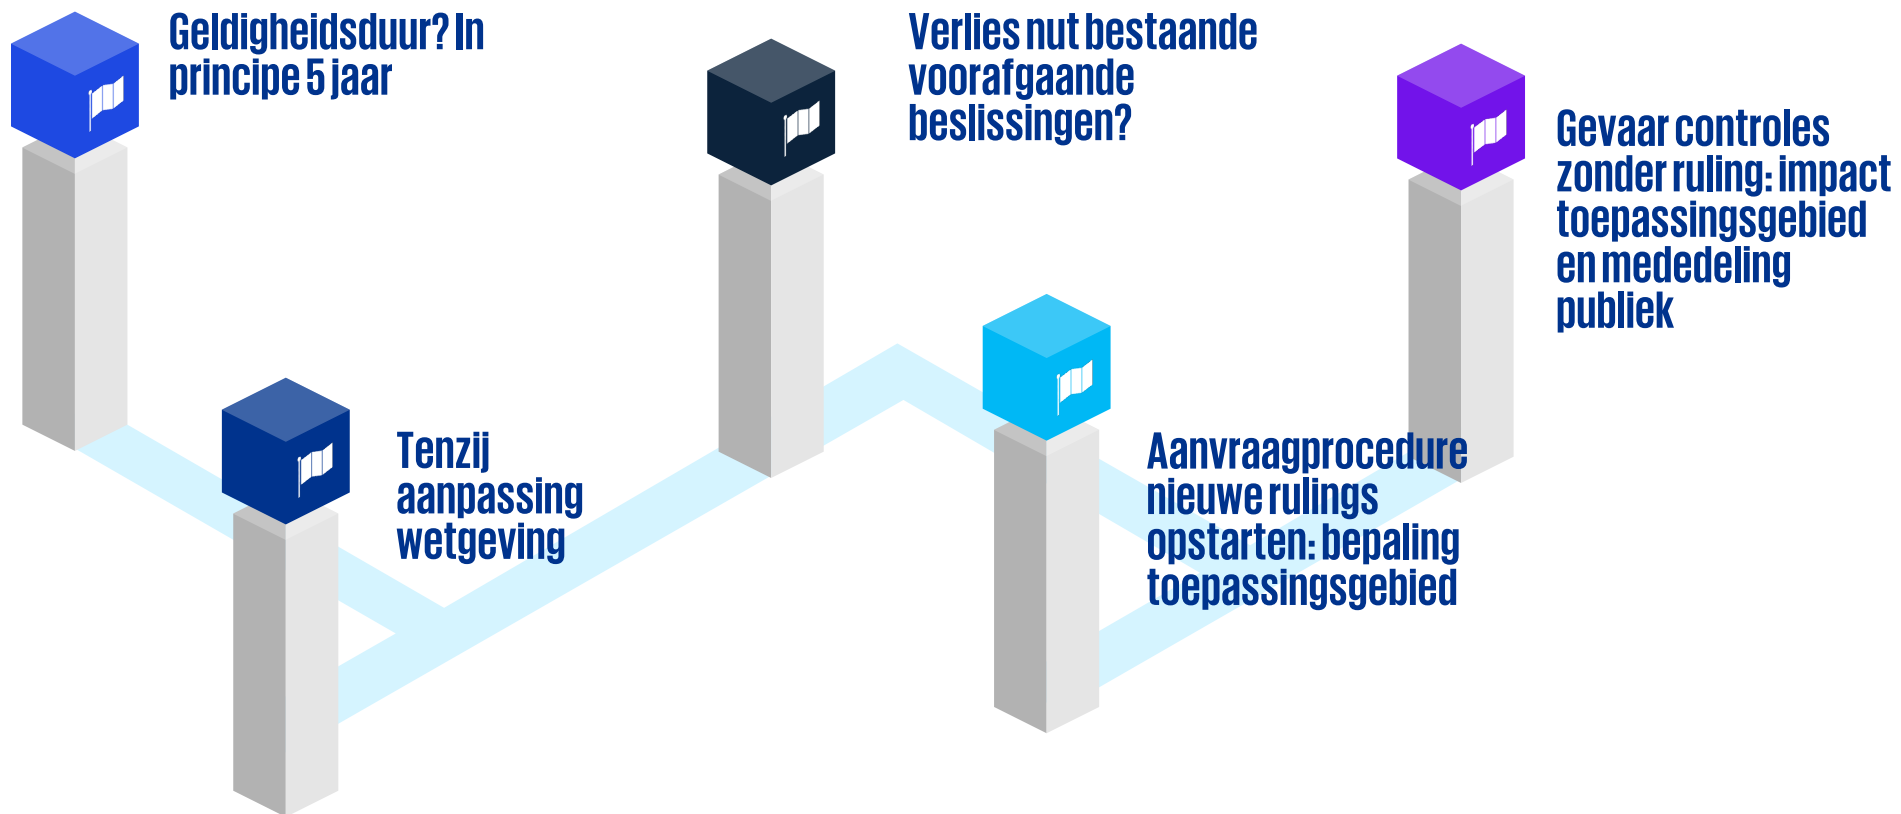 Geldigheidsduur? In
principe 5 jaar
Tenzij
aanpassing
wetgeving
Verlies nut bestaande
voorafgaande
beslissingen?
Aanvraagprocedure
nieuwe rulings
opstarten: bepaling
toepassingsgebied
Gevaar controles
zonder ruling: impact
toepassingsgebied
en mededeling
publiek